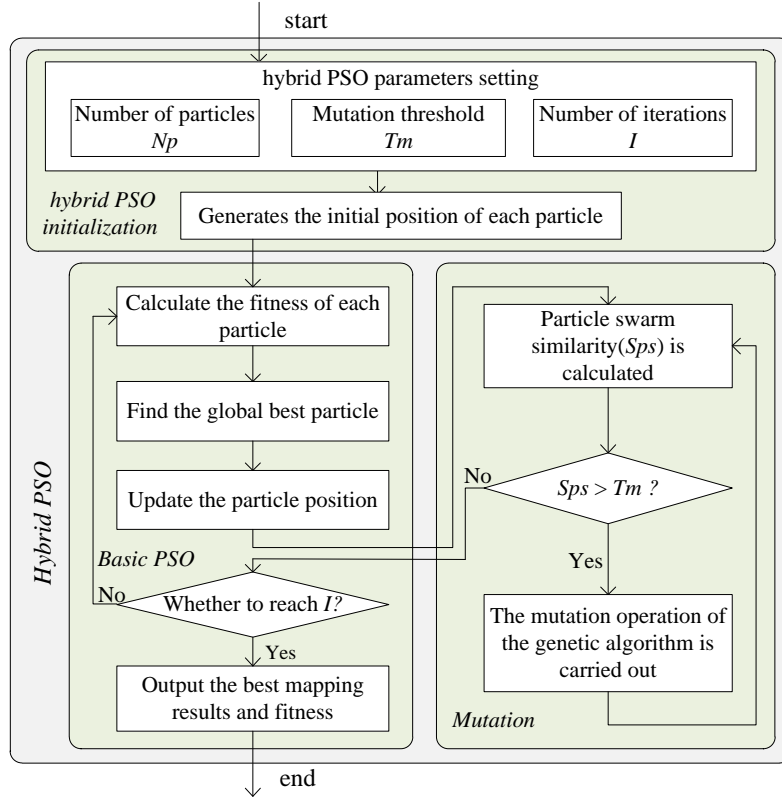 start
hybrid PSO parameters setting
Number of particles
Np
Mutation threshold
Tm
Number of iterations
I
hybrid PSO
initialization
Generates the initial position of each particle
Calculate the fitness of each
particle
Find the global best particle
Update the particle position
Basic PSO
No
Whether to reach I?
Yes
Output the best mapping
results and fitness
Hybrid PSO
Particle swarm
similarity(Sps) is
calculated
No
Sps > Tm ?
Yes
The mutation operation of
the genetic algorithm is
carried out
Mutation
end